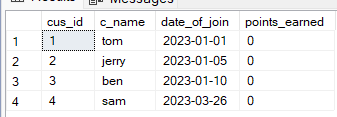 Messages
cus_id c_name date_of_join points_earned
1 1 tom 2023-01-01 0
2 2 jerry 2023-01-05 0
3 3 ben 2023-01-10 0
4 4 sam 2023-03-26 0